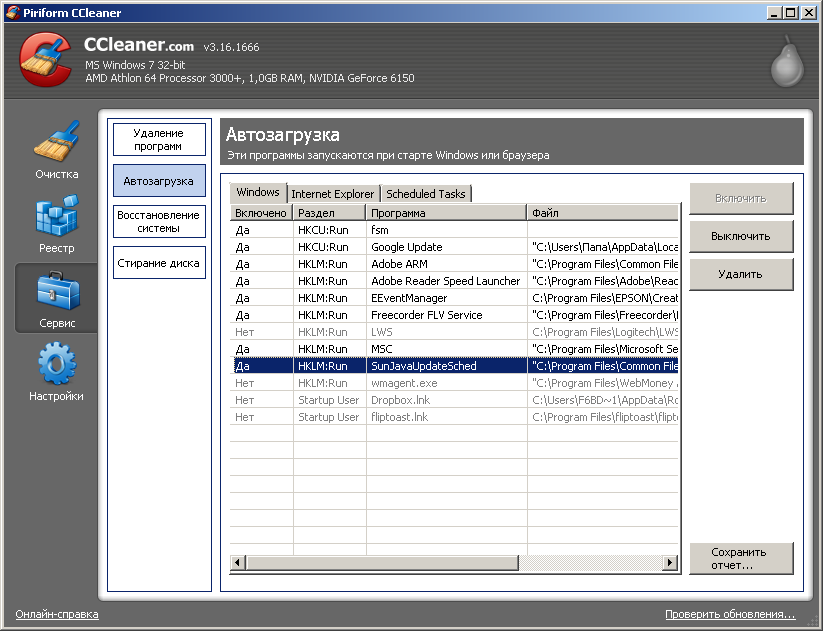 Piriform CCleaner
CCleaner.com v3.16.1666
MS Windows 7 32-bit
AMD Athlon 64 Processor 3000+, 1,0GB RAM, NVIDIA GeForce 6150
Очистка
Реестр
Сервис
Настройки
Удаление
программ
Автозагрузка
Восстановление
системы
Стирание диска
Автозагрузка
Эти программы запускаются при старте Windows или браузера
Windows Internet Explorer Scheduled Tasks
Включено Раздел Программа Файл
Да HKCU:Run fsm
Да HKCU:Run Google Update "C:\Users\Папа\AppData\Loca
Да HKLM:Run Adobe ARM "C:\Program Files\Common File
Да HKLM:Run Adobe Reader Speed Launcher "C:\Program Files\Adobe\Reac
Да HKLM:Run EEventManager C:\Program Files\EPSON\Creat
Да HKLM:Run Freecorder FLV Service "C:\Program Files\Freecorder\
Нет HKLM:Run LWS C:\Program Files\Logitech\LWS
Да HKLM:Run MSC "C:\Program Files\Microsoft Se
Да HKLM:Run SunJavaUpdateSched "C:\Program Files\Common File
Нет HKLM:Run wmagent.exe "C:\Program Files\WebMoney
Нет Startup User Dropbox.lnk C:\Users\F6BD~1\AppData\Ro
Нет Startup User fliptoast.lnk C:\Program Files\fliptoast\flipt
Включить
Выключить
Удалить
Сохранить
отчет...
Онлайн-справка
Проверить обновления...